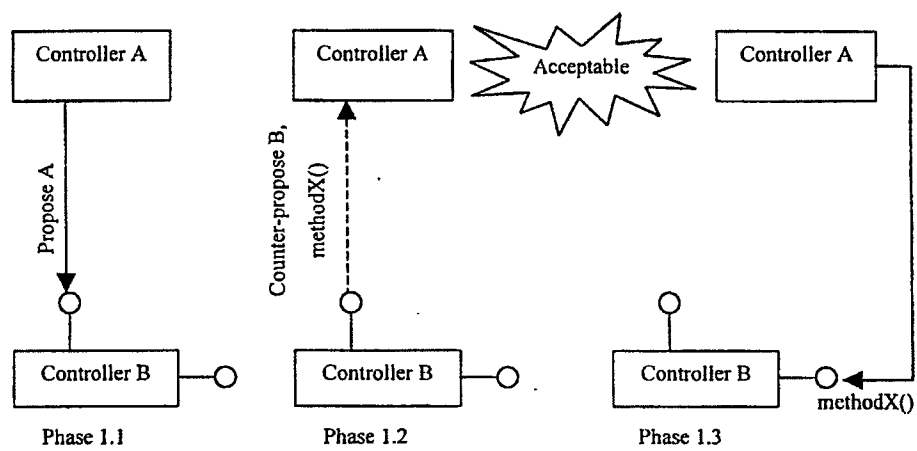 Controller A
Propose A
Controller B
Phase 1.1
Controller A
Counter-propose B,
methodX()
Controller B
Phase 1.2
Acceptable
Controller A
Controller B
methodX()
Phase 1.3